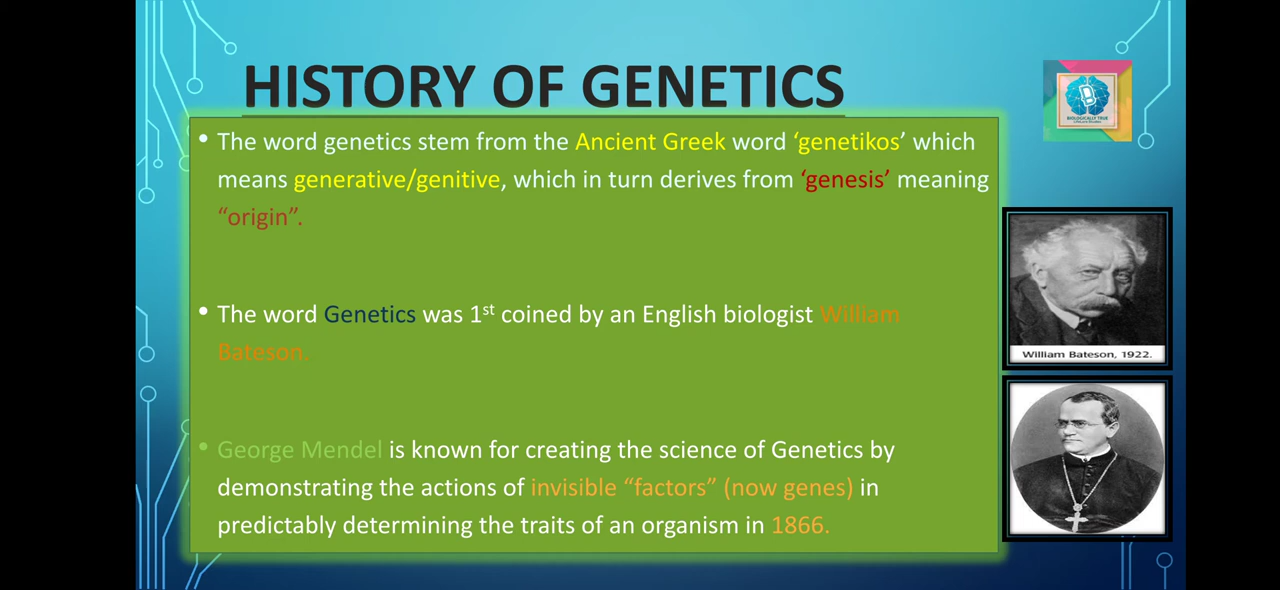 HISTORY OF GENETICS
BIOLOGICALLY TRUE
• The word genetics stem from the Ancient Greek word ‘genetikos’ which
means generative/genitive, which in turn derives from ‘genesis’ meaning
“origin”.
• The word Genetics was 1st coined by an English biologist William
Bateson.
William Bateson, 1922.
• George Mendel is known for creating the science of Genetics by
demonstrating the actions of invisible “factors” (now genes) in
predictably determining the traits of an organism in 1866.